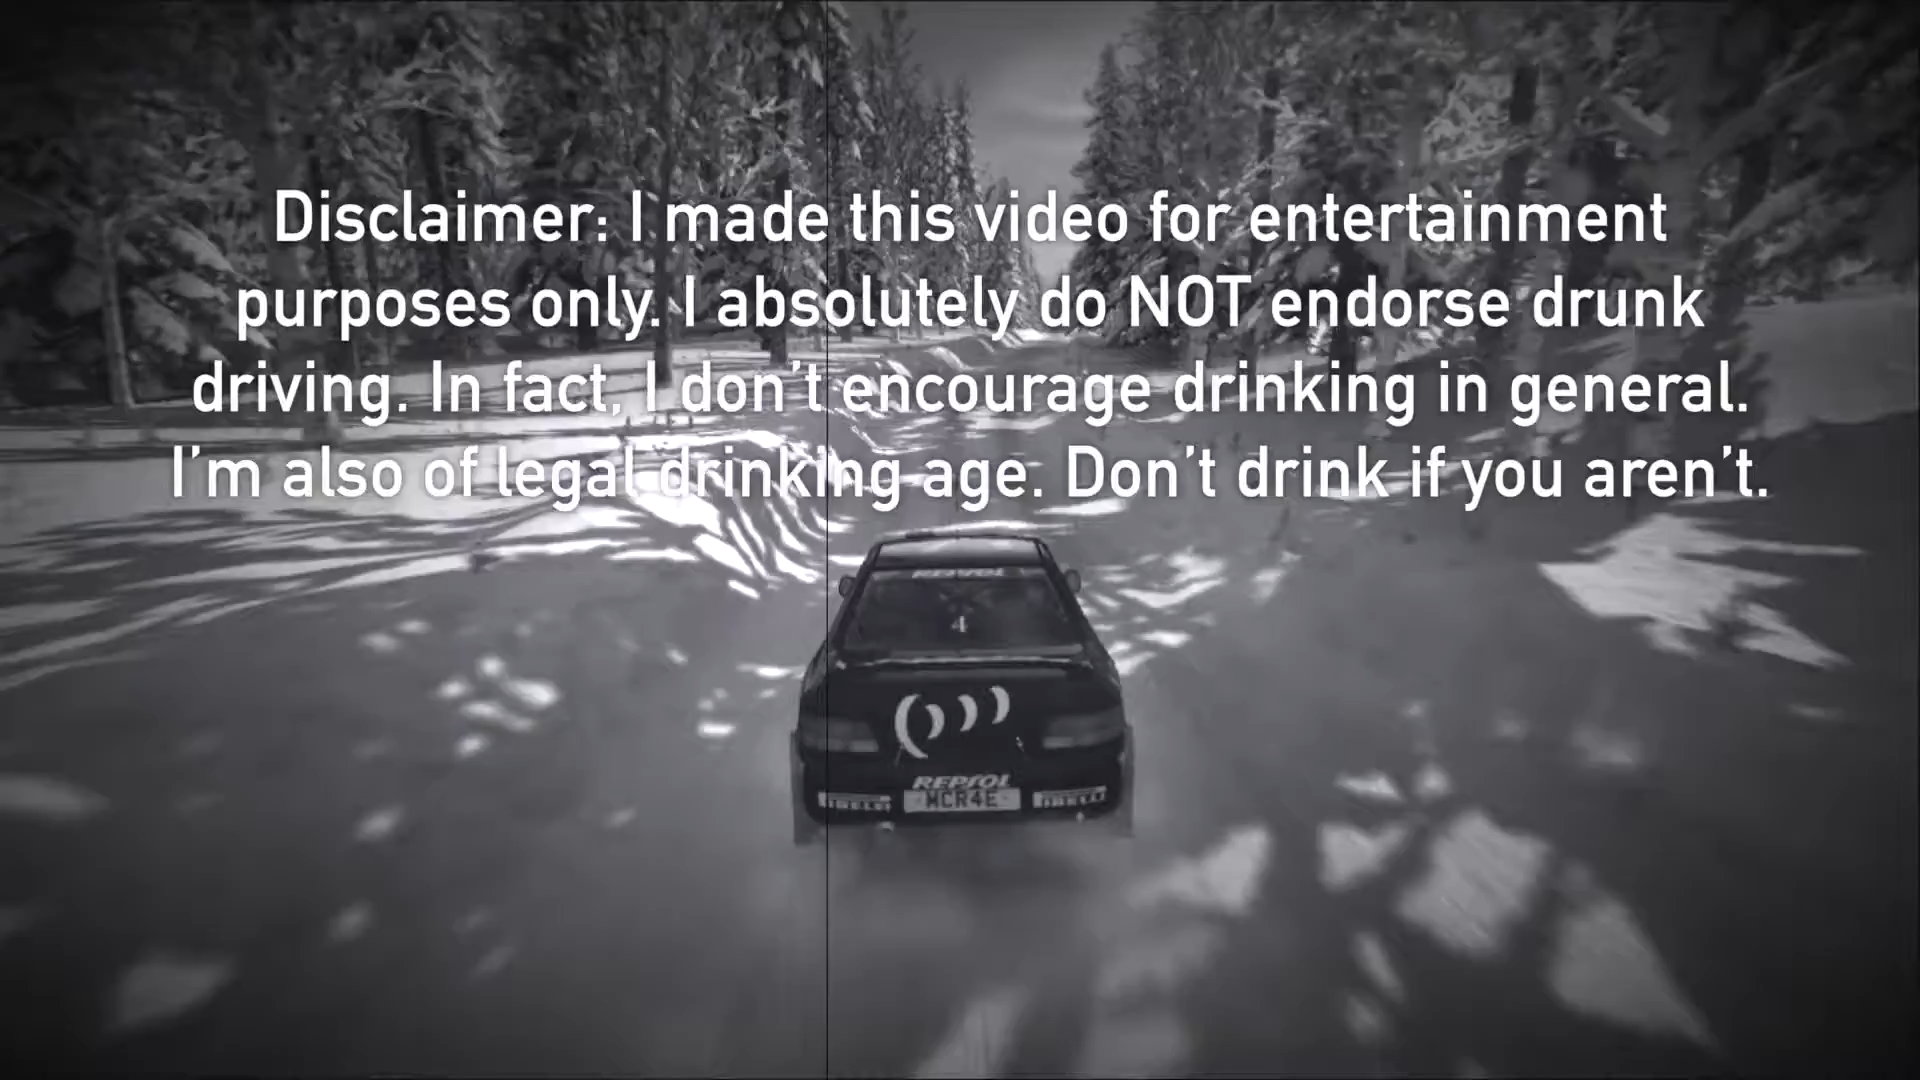 Disclaimer: I made this video for entertainment
purposes only. I absolutely do NOT endorse drunk
driving. In fact, I don't encourage drinking in general.
I'm also of legal drinking age. Don't drink if you aren't.
4
REPSOL
MCR4E